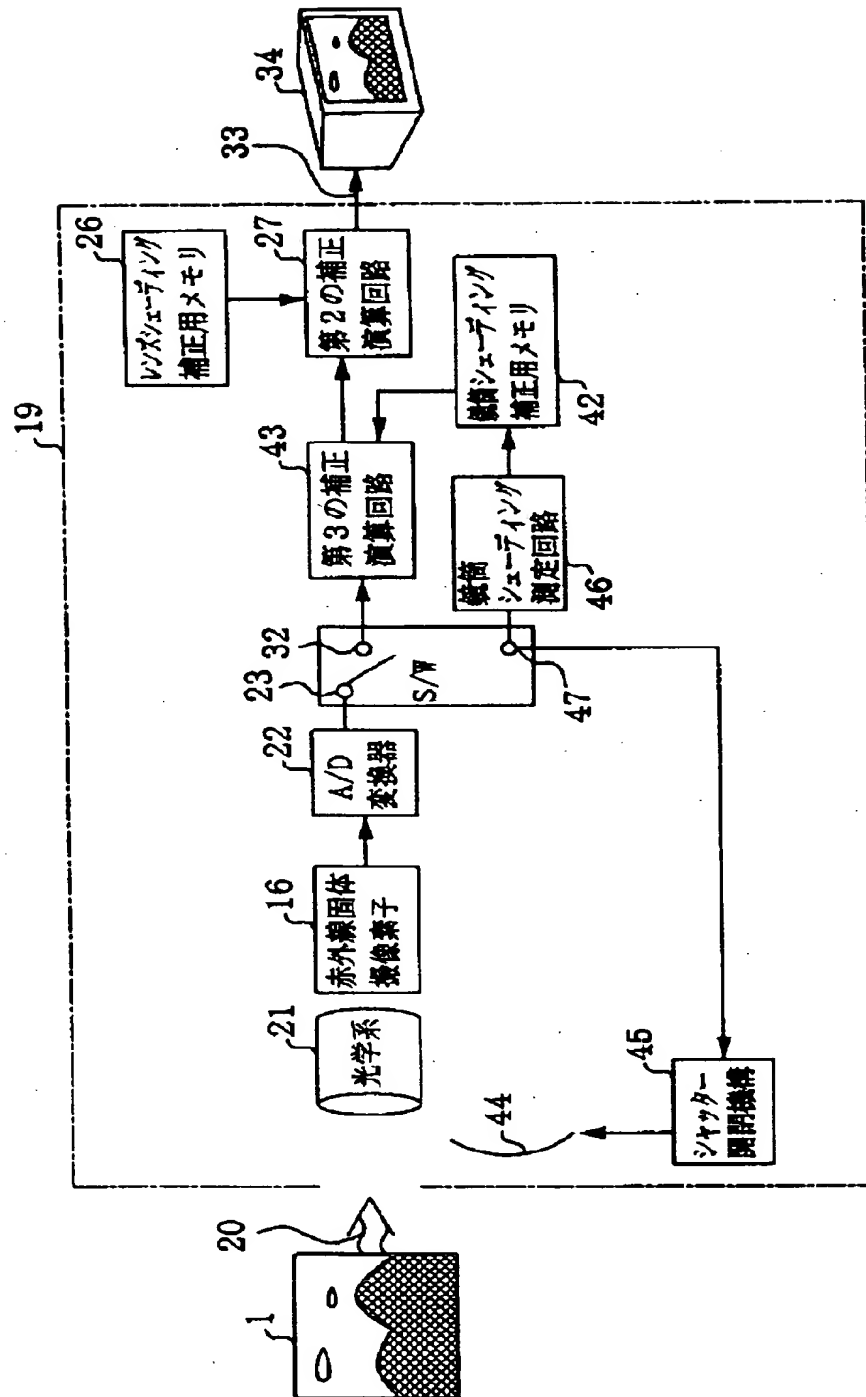 19
26
レンズシェーディング
補正用メモリ
27
第2の補正
演算回路
33
34
43
第3の補正
演算回路
鏡筒シェーディング
補正用メモリ
42
鏡筒
シェーディング
測定回路
46
32
23
S/W
47
22
A/D
変換器
16
赤外線固体
撮像素子
21
光学系
44
45
シャッター
開閉機構
20
1